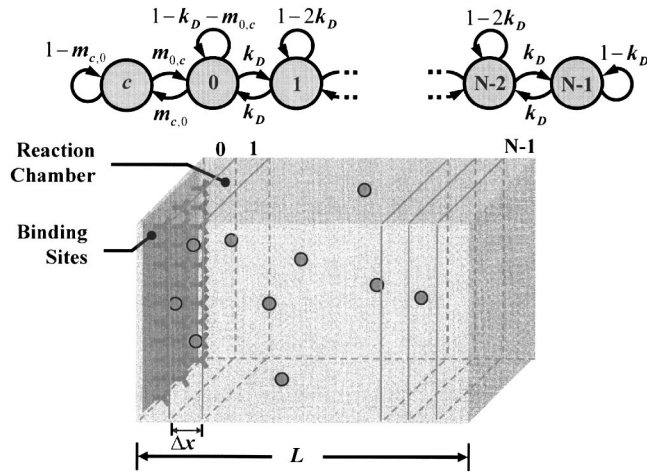 1-k_D-m_{0,c} 1-2k_D 1-2k_D
1-m_{c,0} m_{0,c} k_D k_D 1-k_D
c 0 1 N-2 N-1
m_{c,0} k_D k_D
Reaction Chamber 0 1 N-1
Binding Sites
Δx
L